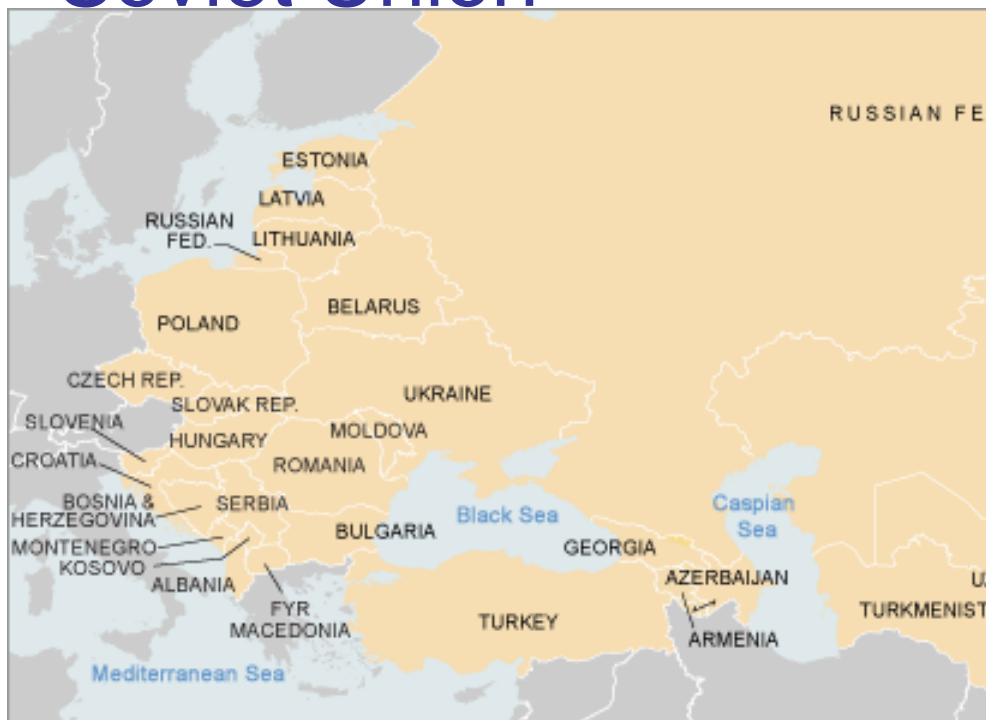 Soviet Union
RUSSIAN FE
ESTONIA
LATVIA
RUSSIAN
FED.
LITHUANIA
BELARUS
POLAND
CZECH REP.
UKRAINE
SLOVAK REP.
SLOVENIA
MOLDOVA
HUNGARY
CROATIA
ROMANIA
BOSNIA &
HERZEGOVINA
SERBIA
Black Sea
Caspian
Sea
BULGARIA
MONTENEGRO
GEORGIA
KOSOVO
ALBANIA
AZERBAIJAN
U
TURKMENIST
FYR
MACEDONIA
TURKEY
ARMENIA
Mediterranean Sea